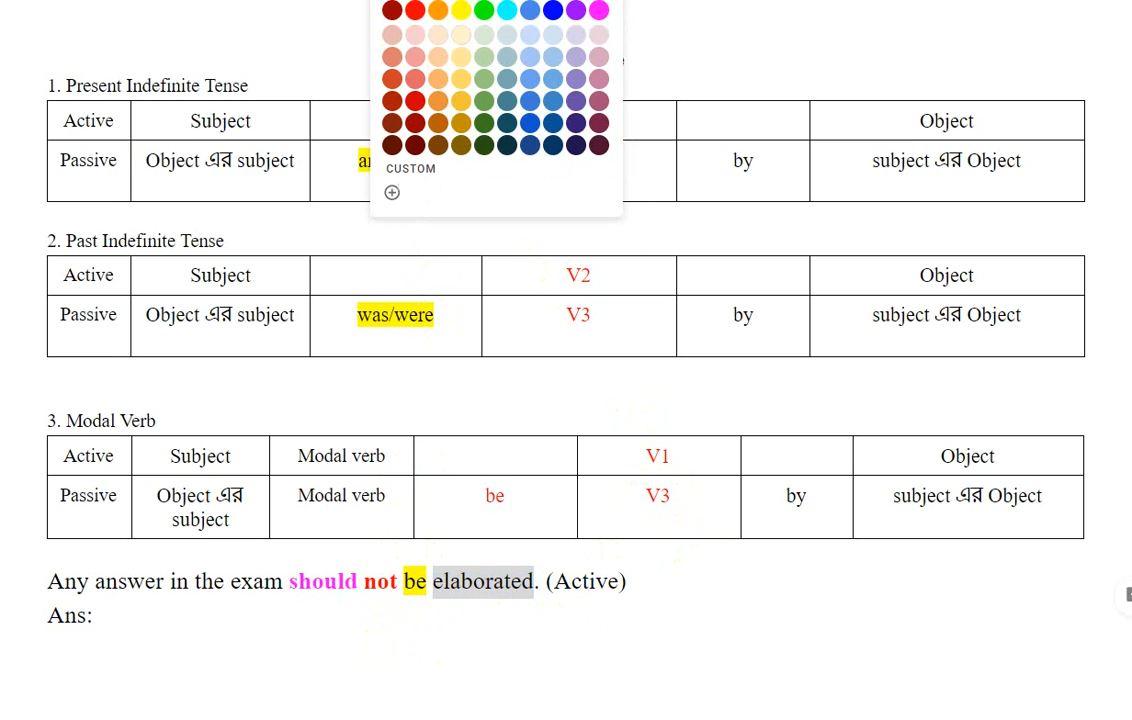 1. Present Indefinite Tense
Active Subject Object
Passive Object এর subject by subject এর Object
CUSTOM
2. Past Indefinite Tense
Active Subject V2 Object
Passive Object এর subject was/were V3 by subject এর Object
3. Modal Verb
Active Subject Modal verb V1 Object
Passive Object এর subject Modal verb be V3 by subject এর Object
Any answer in the exam should not be elaborated. (Active)
Ans: